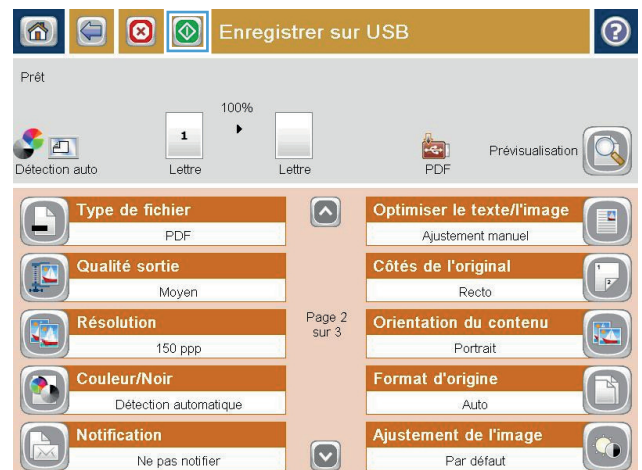 Enregistrer sur USB
Prêt
100%
1
Détection auto
Lettre
Lettre
PDF
Prévisualisation
Type de fichier
PDF
Qualité sortie
Moyen
Résolution
150 ppp
Couleur/Noir
Détection automatique
Notification
Ne pas notifier
Page 2
sur 3
Optimiser le texte/l'image
Ajustement manuel
Côtés de l'original
Recto
1
2
Orientation du contenu
Portrait
Format d'origine
Auto
Ajustement de l'image
Par défaut